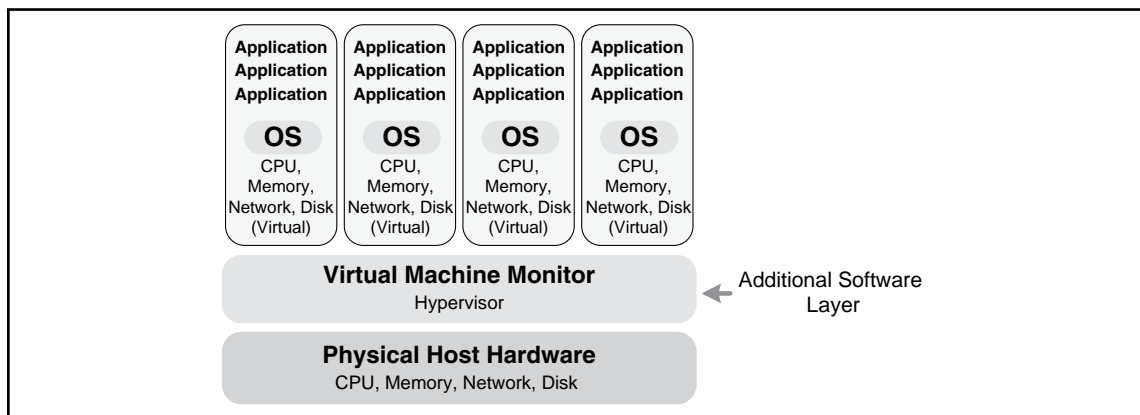 Application
Application
Application
OS
CPU,
Memory,
Network, Disk
(Virtual)
Application
Application
Application
OS
CPU,
Memory,
Network, Disk
(Virtual)
Application
Application
Application
OS
CPU,
Memory,
Network, Disk
(Virtual)
Application
Application
Application
OS
CPU,
Memory,
Network, Disk
(Virtual)
Virtual Machine Monitor
Hypervisor
Additional Software
Layer
Physical Host Hardware
CPU, Memory, Network, Disk